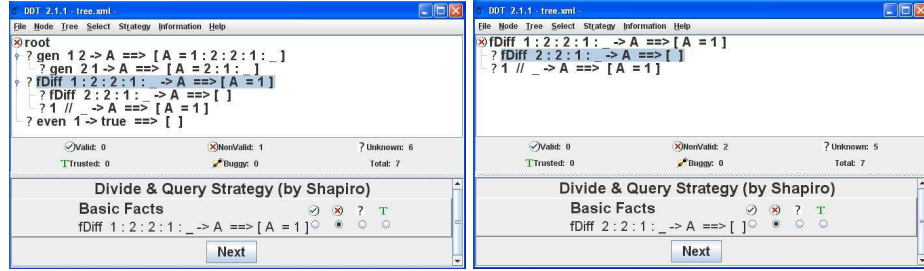 DDT 2.1.1 - tree.xml -
File Node Tree Select Strategy Information Help
root
? gen 1 2 -> A ==> [ A = 1 : 2 : 2 : 1 : _ ]
? gen 2 1 -> A ==> [ A = 2 : 1 : _ ]
? fDiff 1 : 2 : 2 : 1 : _ -> A ==> [ A = 1 ]
? fDiff 2 : 2 : 1 : _ -> A ==> [ ]
? 1 // _ -> A ==> [ A = 1 ]
? even 1 -> true ==> [ ]
Valid: 0 NonValid: 1 ? Unknown: 6
T Trusted: 0 Buggy: 0 Total: 7
Divide & Query Strategy (by Shapiro)
Basic Facts ? T
fDiff 1 : 2 : 2 : 1 : _ -> A ==> [ A = 1 ]
Next
DDT 2.1.1 - tree.xml -
File Node Tree Select Strategy Information Help
fDiff 1 : 2 : 2 : 1 : _ -> A ==> [ A = 1 ]
? fDiff 2 : 2 : 1 : _ -> A ==> [ ]
? 1 // _ -> A ==> [ A = 1 ]
Valid: 0 NonValid: 2 ? Unknown: 5
T Trusted: 0 Buggy: 0 Total: 7
Divide & Query Strategy (by Shapiro)
Basic Facts ? T
fDiff 2 : 2 : 1 : _ -> A ==> [ ]
Next